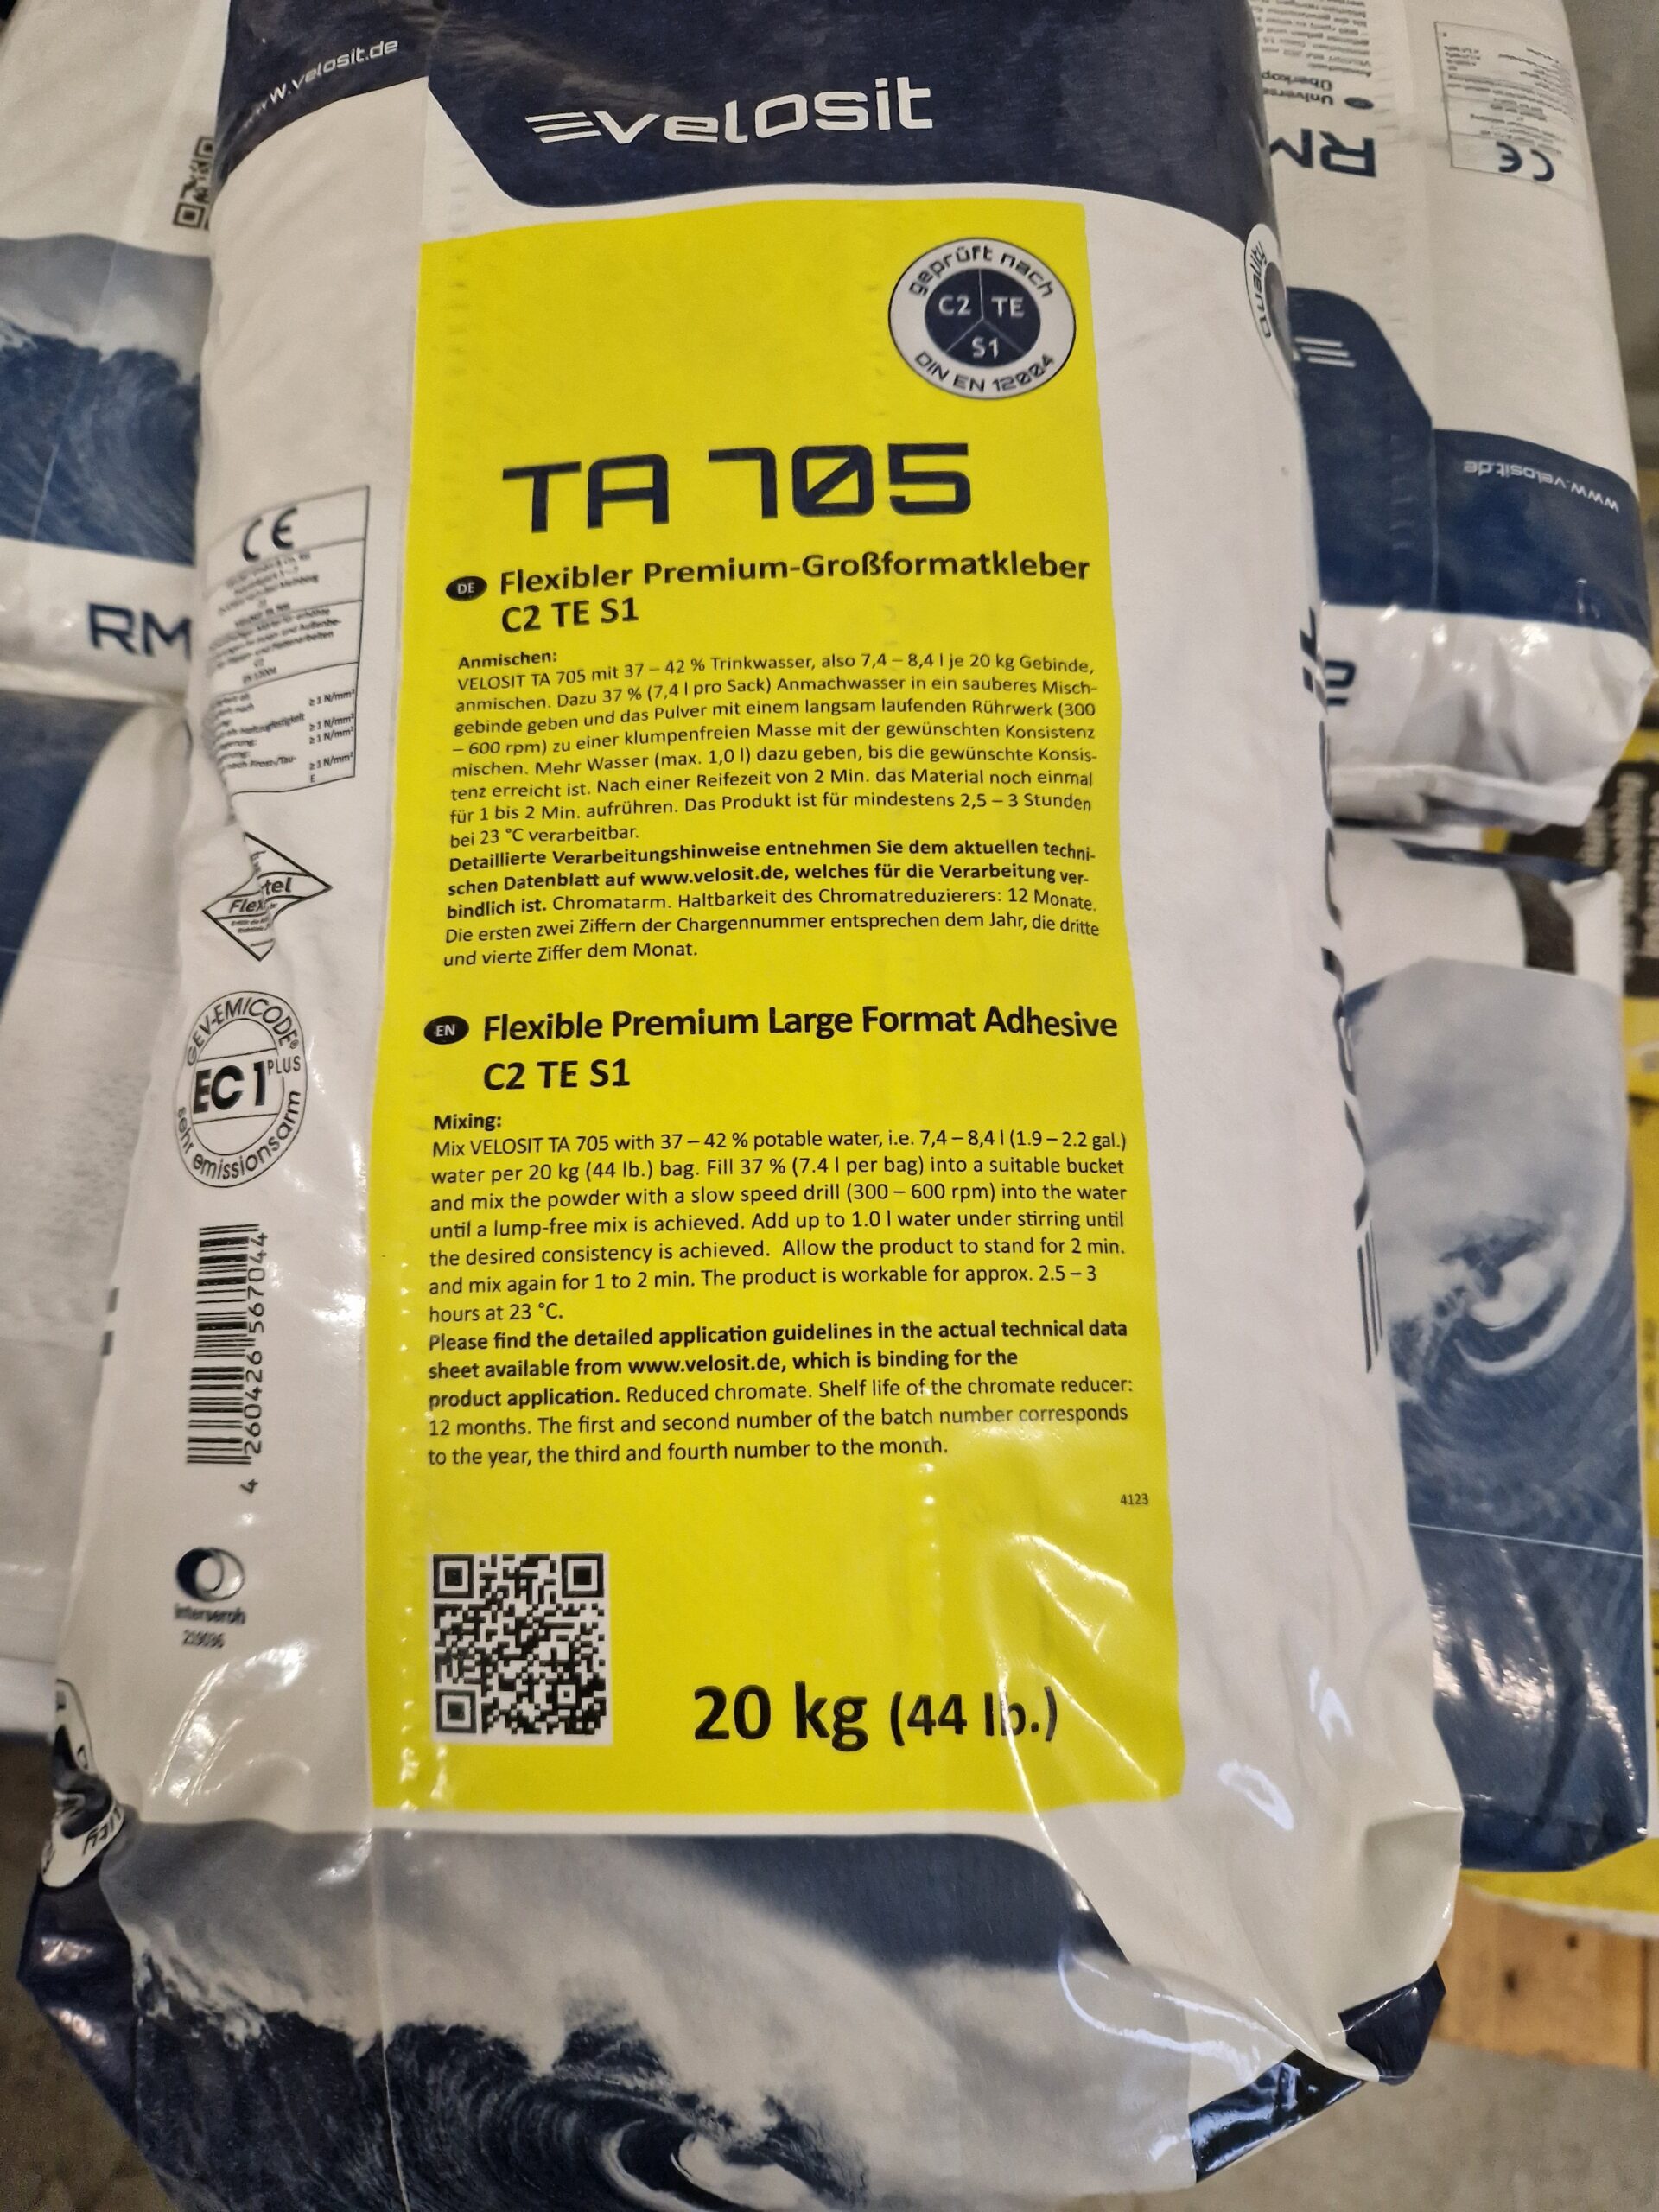 www.velosit.de
velosit
geprüft nach
C2 TE
S1
DIN EN 12004
TA 705
DE Flexibler Premium-Großformatkleber
C2 TE S1
Anmischen:
VELOSIT TA 705 mit 37 – 42 % Trinkwasser, also 7,4 – 8,4 l je 20 kg Gebinde,
anmischen. Dazu 37 % (7,4 l pro Sack) Anmachwasser in ein sauberes Misch-
gebinde geben und das Pulver mit einem langsam laufenden Rührwerk (300
– 600 rpm) zu einer klumpenfreien Masse mit der gewünschten Konsistenz
mischen. Mehr Wasser (max. 1,0 l) dazu geben, bis die gewünschte Konsis-
tenz erreicht ist. Nach einer Reifezeit von 2 Min. das Material noch einmal
für 1 bis 2 Min. aufrühren. Das Produkt ist für mindestens 2,5 – 3 Stunden
bei 23 °C verarbeitbar.
Detaillierte Verarbeitungshinweise entnehmen Sie dem aktuellen techni-
schen Datenblatt auf www.velosit.de, welches für die Verarbeitung ver-
bindlich ist. Chromatarm. Haltbarkeit des Chromatreduzierers: 12 Monate.
Die ersten zwei Ziffern der Chargennummer entsprechen dem Jahr, die dritte
und vierte Ziffer dem Monat.
EN Flexible Premium Large Format Adhesive
C2 TE S1
Mixing:
Mix VELOSIT TA 705 with 37 – 42 % potable water, i.e. 7,4 – 8,4 l (1.9 – 2.2 gal.)
water per 20 kg (44 lb.) bag. Fill 37 % (7.4 l per bag) into a suitable bucket
and mix the powder with a slow speed drill (300 – 600 rpm) into the water
until a lump-free mix is achieved. Add up to 1.0 l water under stirring until
the desired consistency is achieved. Allow the product to stand for 2 min.
and mix again for 1 to 2 min. The product is workable for approx. 2.5 – 3
hours at 23 °C.
Please find the detailed application guidelines in the actual technical data
sheet available from www.velosit.de, which is binding for the
product application. Reduced chromate. Shelf life of the chromate reducer:
12 months. The first and second number of the batch number corresponds
to the year, the third and fourth number to the month.
4123
20 kg (44 lb.)
CE
≥1 N/mm²
≥1 N/mm²
≥1 N/mm²
≥1 N/mm²
E
GEV-EMICODE®
EC1 PLUS
sehr emissionsarm
4 260426 567044
interseroh
RM
RM
CE
www.velosit.de